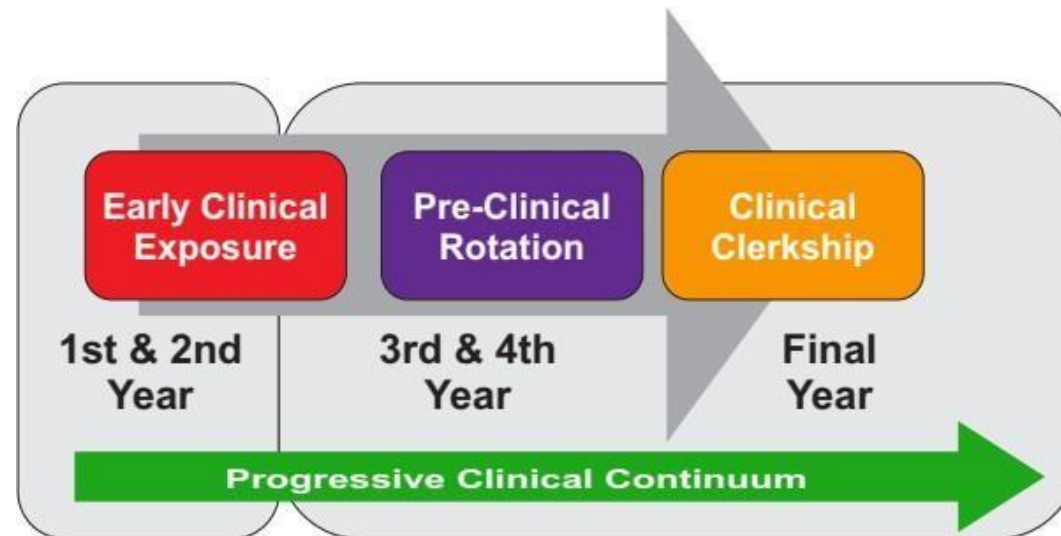 Early Clinical
Exposure
Pre-Clinical
Rotation
Clinical
Clerkship
1st & 2nd
Year
3rd & 4th
Year
Final
Year
Progressive Clinical Continuum